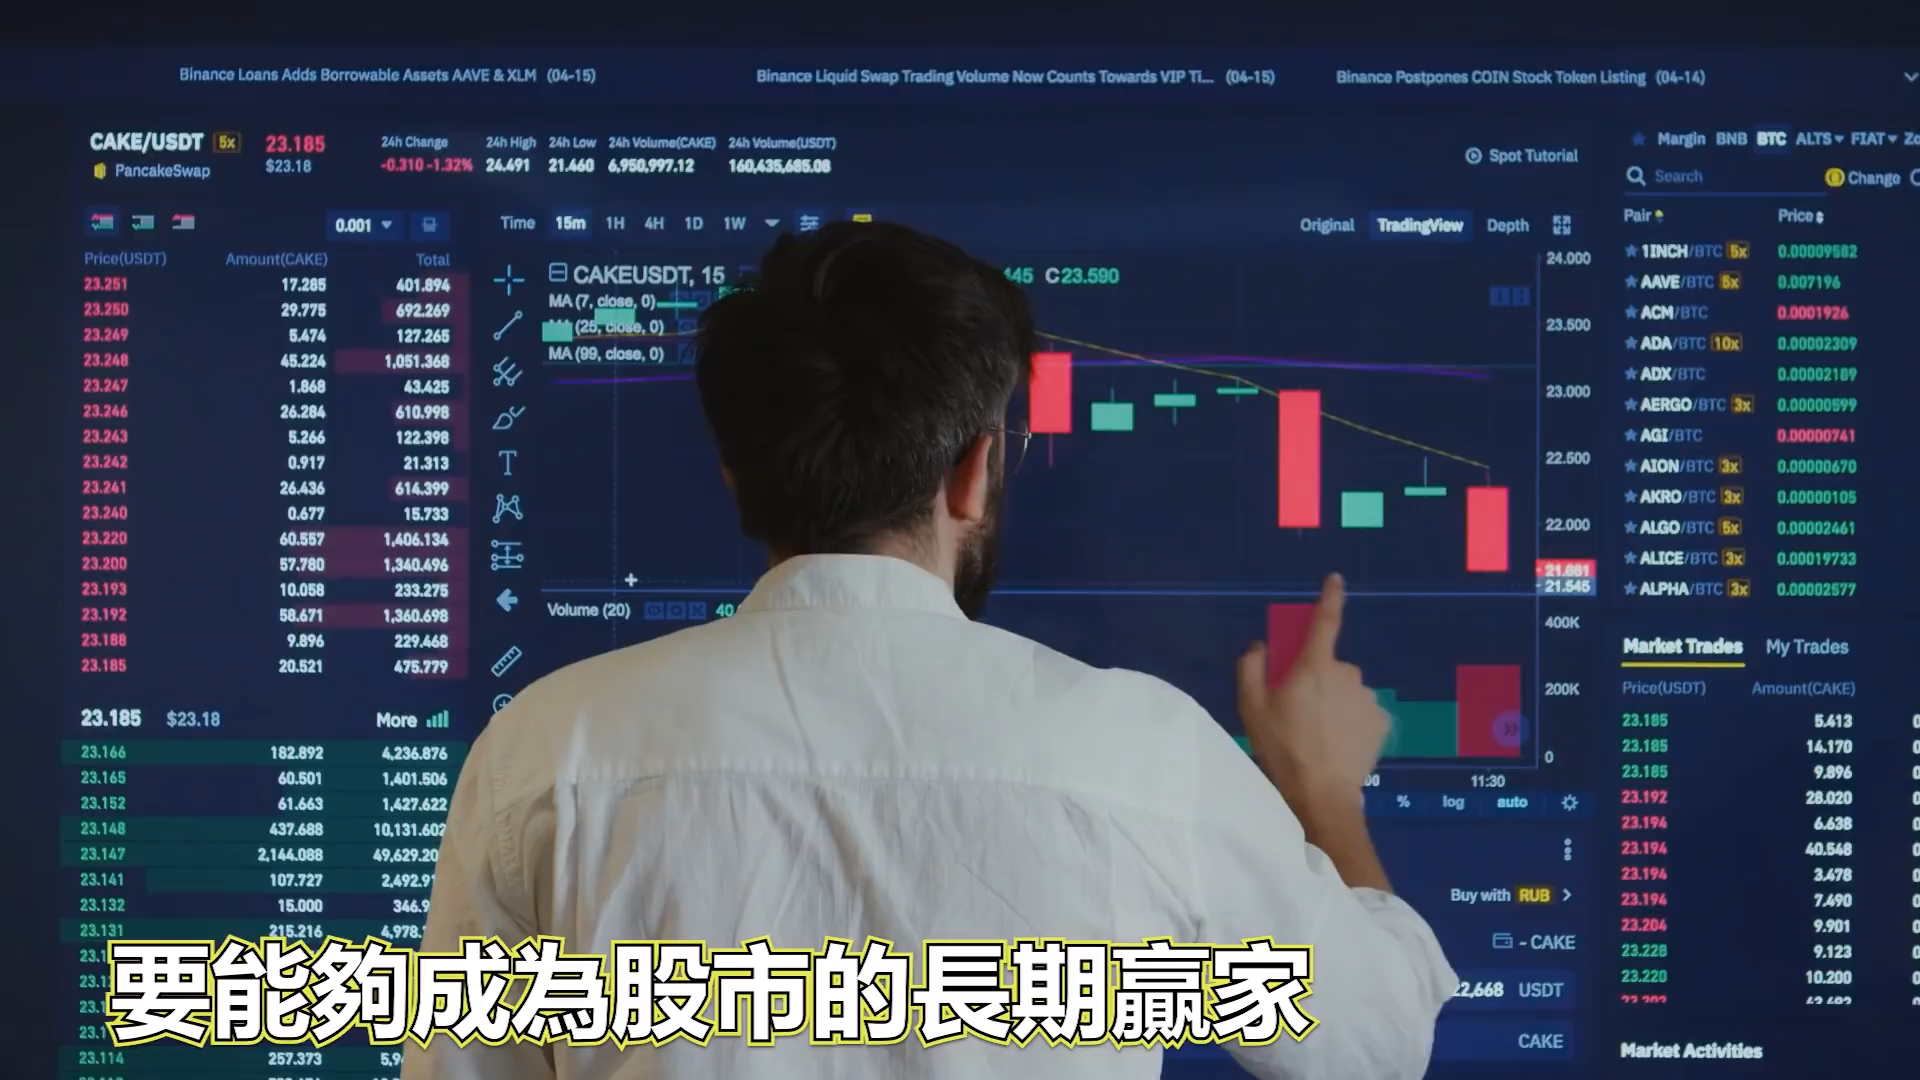 Binance Loans Adds Borrowable Assets AAVE & XLM (04-15)
Binance Liquid Swap Trading Volume Now Counts Towards VIP Ti... (04-15)
Binance Postpones COIN Stock Token Listing (04-14)
CAKE/USDT 5x 23.185
PancakeSwap $23.18
24h Change 24h High 24h Low 24h Volume(CAKE) 24h Volume(USDT)
-0.310 -1.32% 24.491 21.460 6,950,997.12 160,435,685.08
Spot Tutorial
0.001
Price(USDT) Amount(CAKE) Total
23.251 17.285 401.894
23.250 29.775 692.269
23.249 5.474 127.265
23.248 45.224 1,051.368
23.247 1.868 43.425
23.246 26.284 610.998
23.243 5.266 122.398
23.242 0.917 21.313
23.241 26.436 614.399
23.240 0.677 15.733
23.220 60.557 1,406.134
23.200 57.780 1,340.496
23.193 10.058 233.275
23.192 58.671 1,360.698
23.188 9.896 229.468
23.185 20.521 475.779
23.185 $23.18 More
23.166 182.892 4,236.876
23.165 60.501 1,401.506
23.152 61.663 1,427.622
23.148 437.688 10,131.602
23.147 2,144.088 49,629.20
23.141 107.727 2,492.91
23.132 15.000 346.9
23.131 215.216 4,978.
23.114 257.373 5,9
Time 15m 1H 4H 1D 1W
Original TradingView Depth
CAKEUSDT, 15
C23.590
MA (7, close, 0)
(25, close, 0)
MA (99, close, 0)
24.000
23.500
23.000
22.500
22.000
21.545
Volume (20)
400K
200K
0
11:30
% log auto
Buy with RUB
- CAKE
22,668 USDT
CAKE
Margin BNB BTC ALTS FIAT
Search
Change
Pair Price
1INCH/BTC 5x 0.00009582
AAVE/BTC 5x 0.007196
ACM/BTC 0.0001926
ADA/BTC 10x 0.00002309
ADX/BTC 0.00002189
AERGO/BTC 3x 0.00000599
AGI/BTC 0.00000741
AION/BTC 3x 0.00000670
AKRO/BTC 3x 0.00000105
ALGO/BTC 5x 0.00002461
ALICE/BTC 3x 0.00019733
ALPHA/BTC 3x 0.00002577
Market Trades My Trades
Price(USDT) Amount(CAKE)
23.185 5.413
23.185 14.170
23.185 9.896
23.192 28.020
23.194 6.638
23.194 40.548
23.194 3.478
23.194 7.490
23.204 9.901
23.228 9.123
23.220 10.200
Market Activities
要能夠成為股市的長期贏家